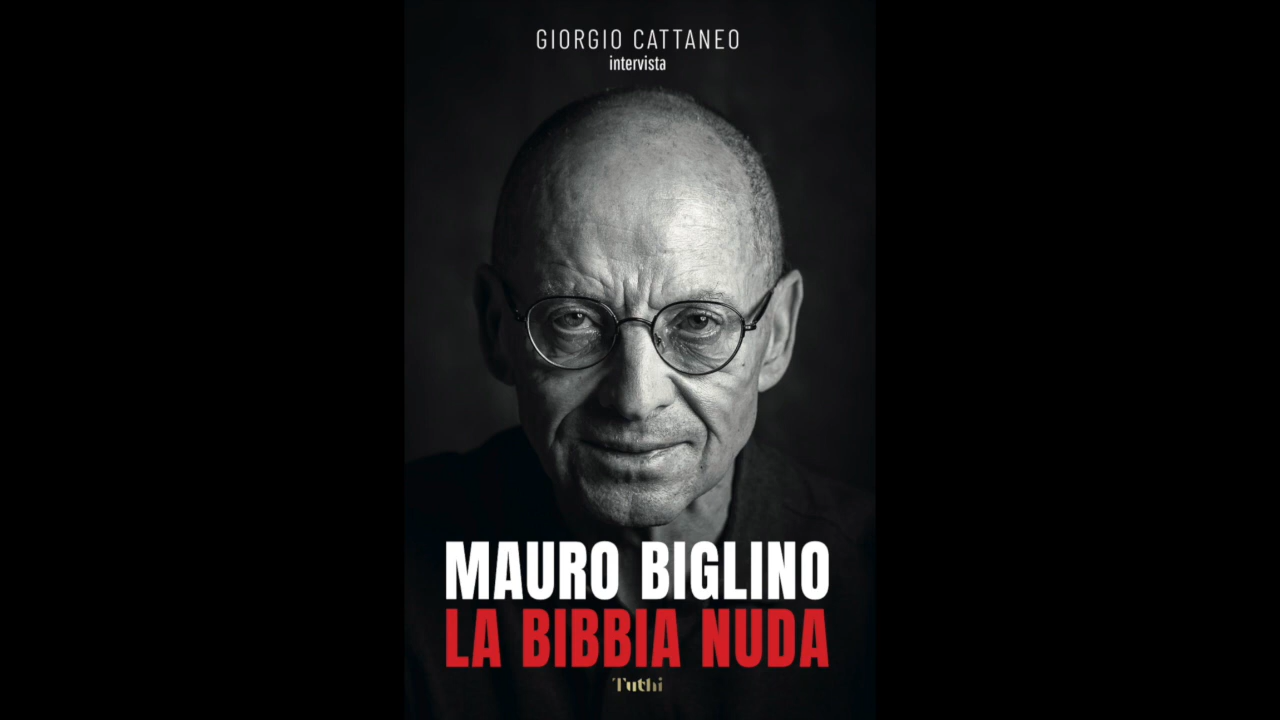 GIORGIO CATTANEO
intervista
MAURO BIGLINO
LA BIBBIA NUDA
Tuthi